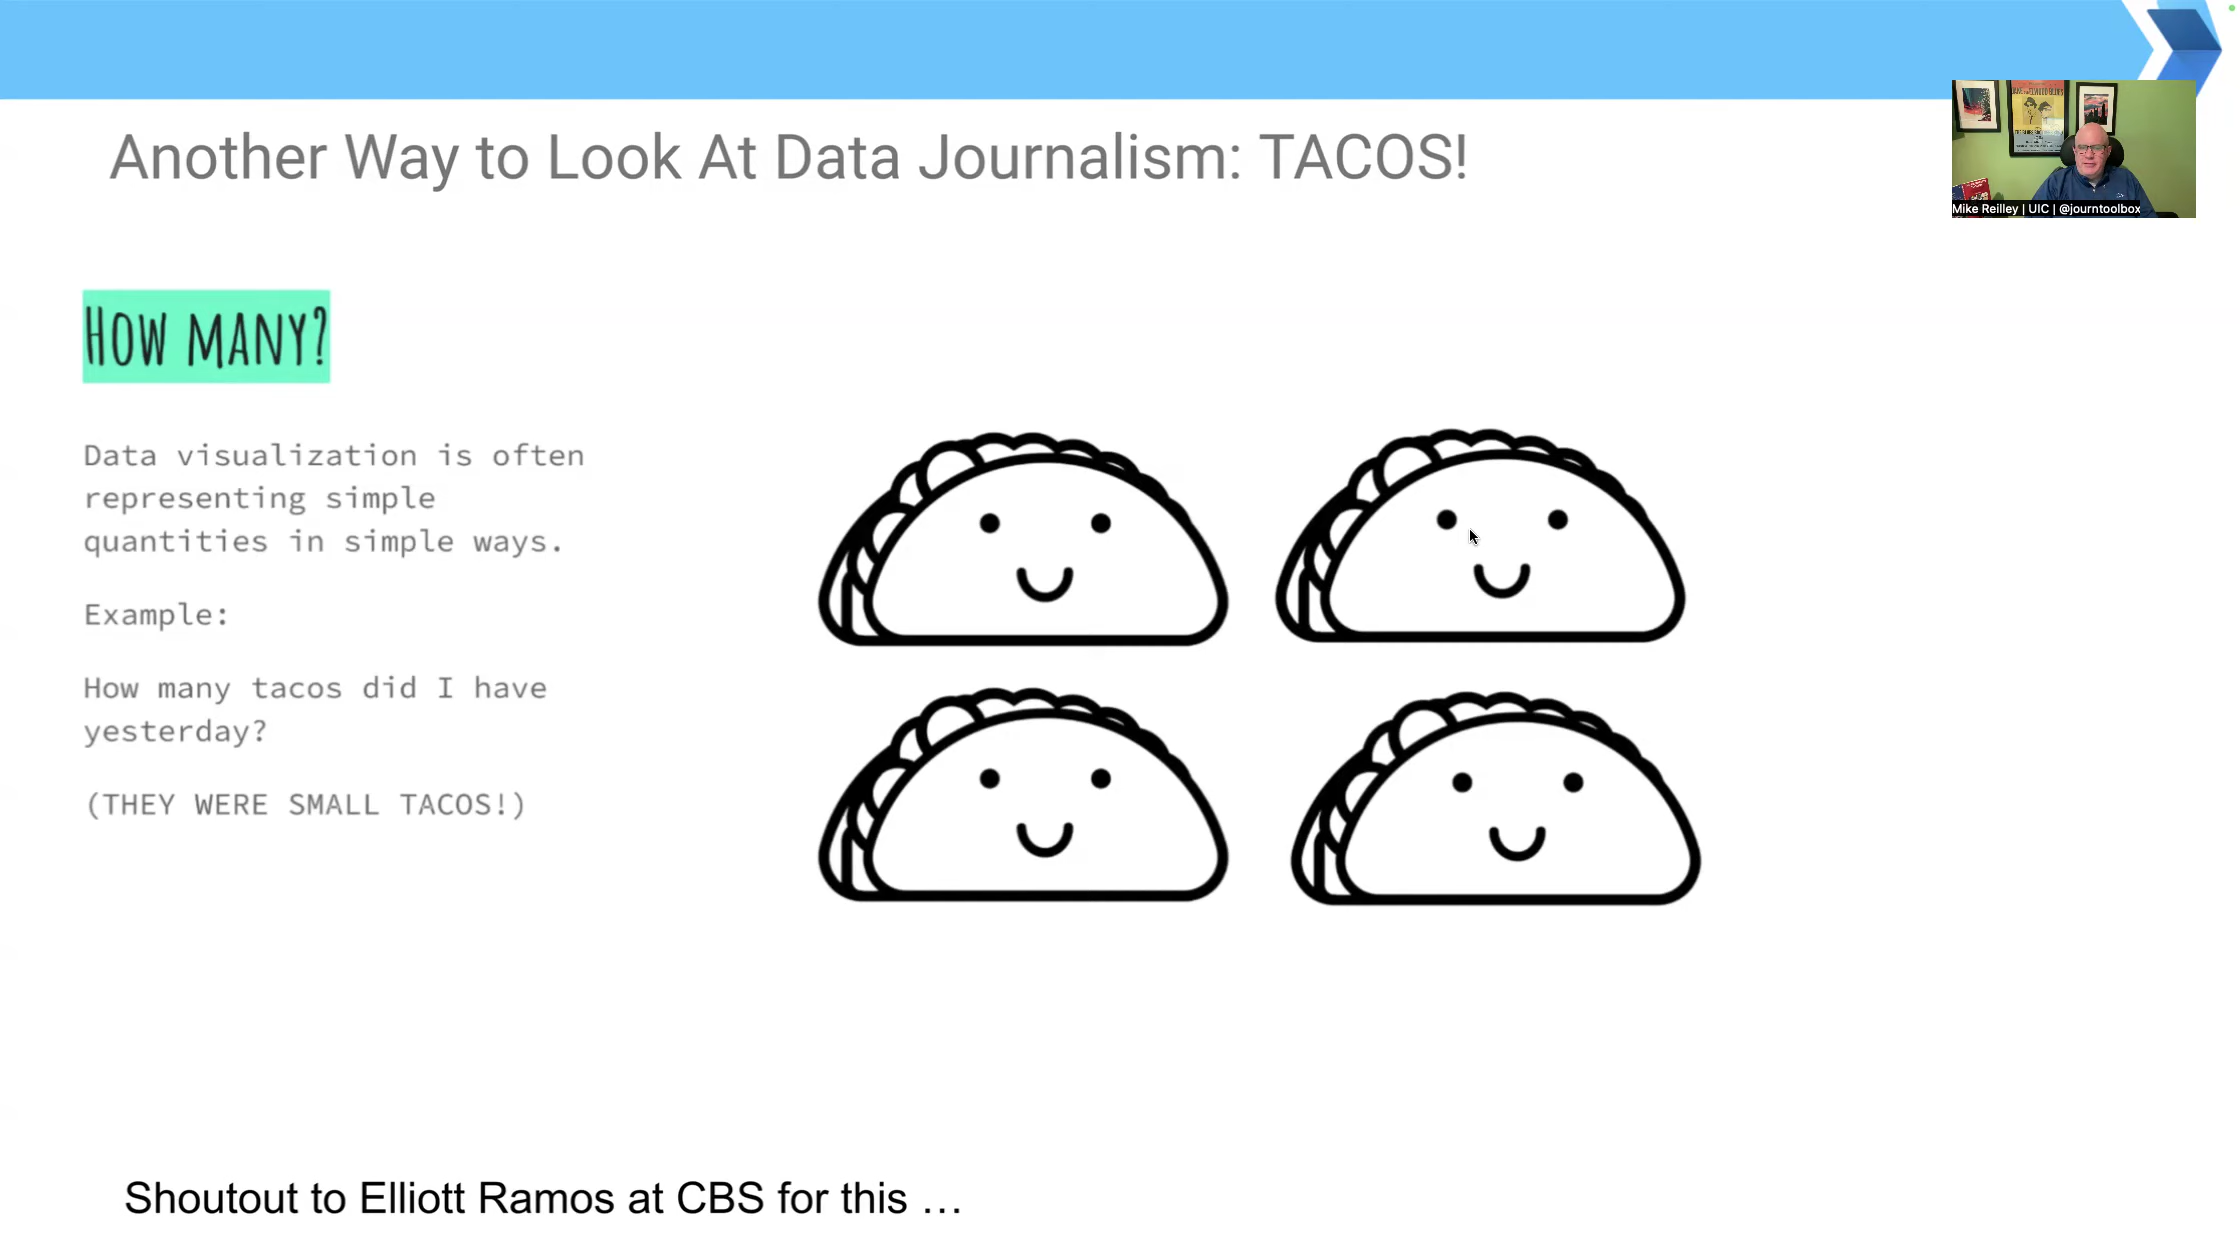 Another Way to Look At Data Journalism: TACOS!
Mike Reilley | UIC | @journtoolbox
HOW MANY?
Data visualization is often
representing simple
quantities in simple ways.
Example:
How many tacos did I have
yesterday?
(THEY WERE SMALL TACOS!)
Shoutout to Elliott Ramos at CBS for this …